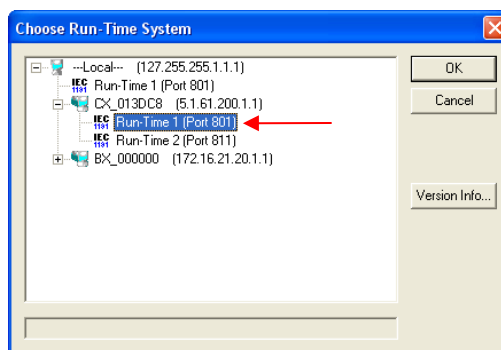 Choose Run-Time System
---Local--- (127.255.255.1.1.1)
IEC 1131 Run-Time 1 (Port 801)
CX_013DC8 (5.1.61.200.1.1)
IEC 1131 Run-Time 1 (Port 801)
IEC 1131 Run-Time 2 (Port 811)
BX_000000 (172.16.21.20.1.1)
OK
Cancel
Version Info...